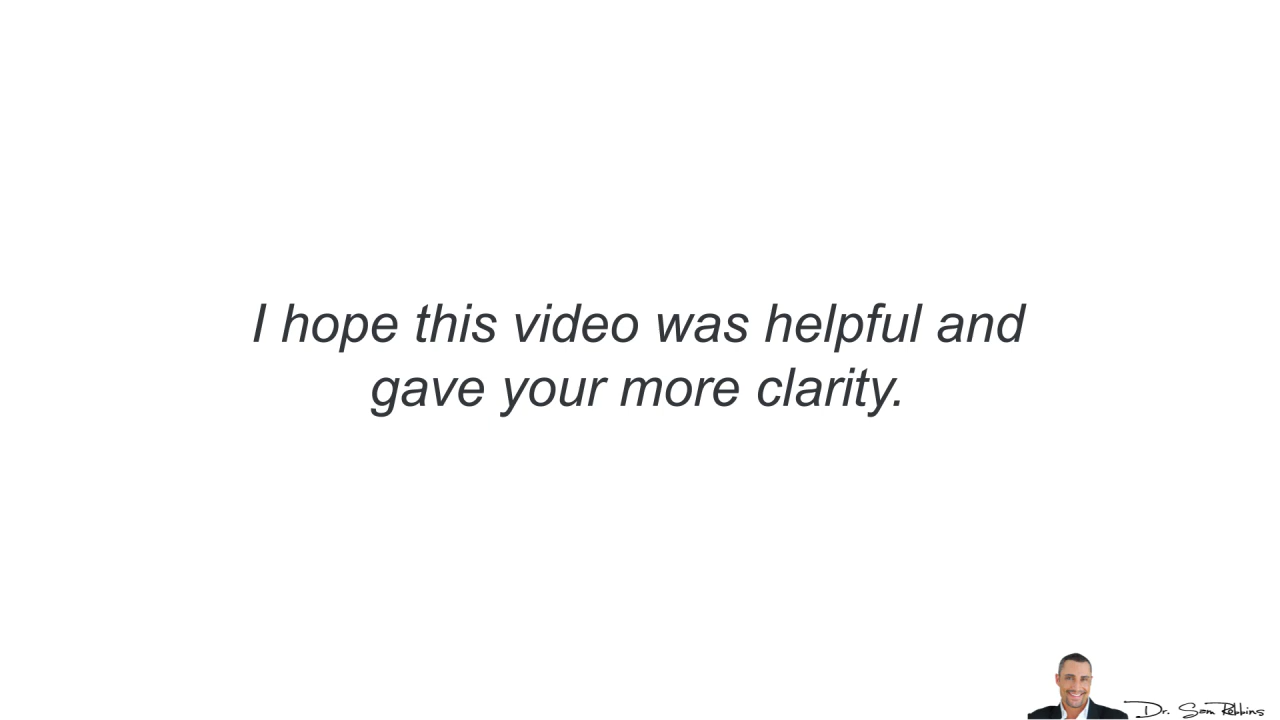 I hope this video was helpful and
gave your more clarity.
Dr. Sam Robbins